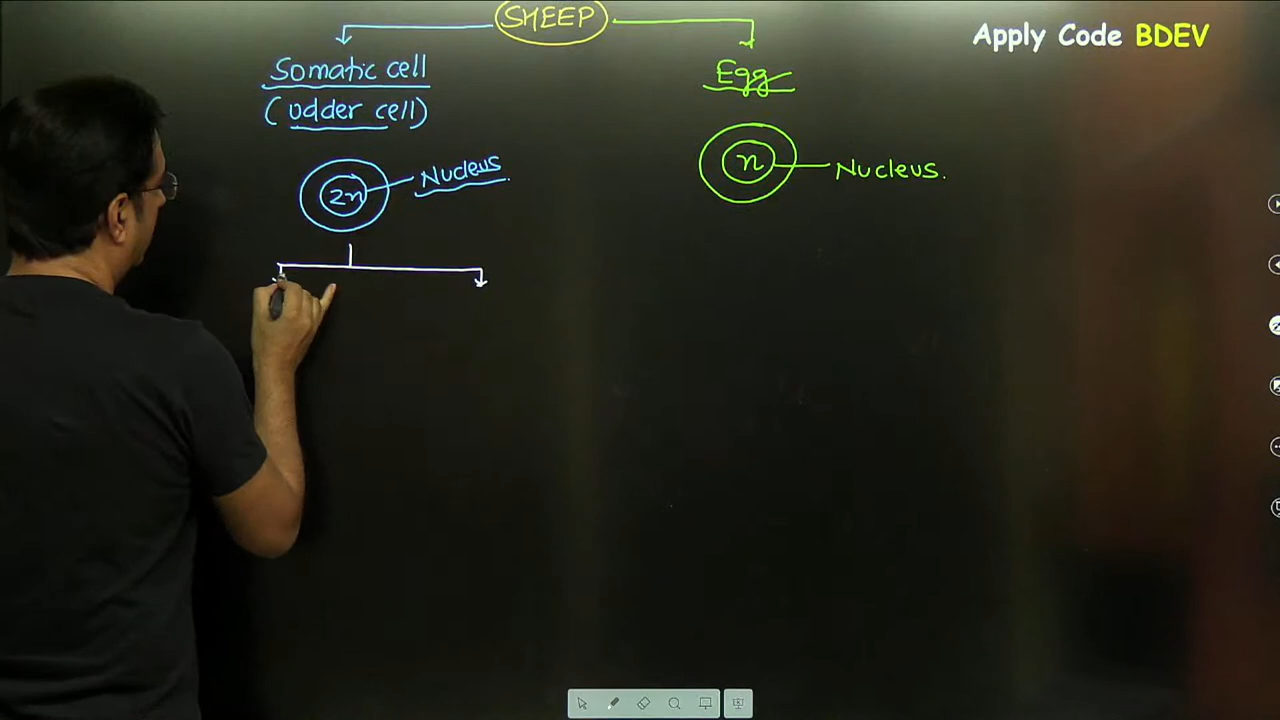 SHEEP
Apply Code BDEV
Somatic cell
(udder cell)
Egg
2n
Nucleus.
n
Nucleus.